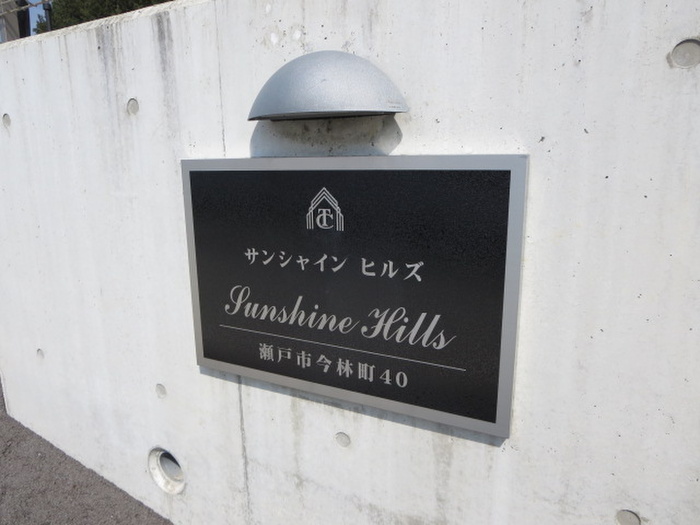 TC
サンシャイン ヒルズ
Sunshine Hills
瀬戸市今林町40